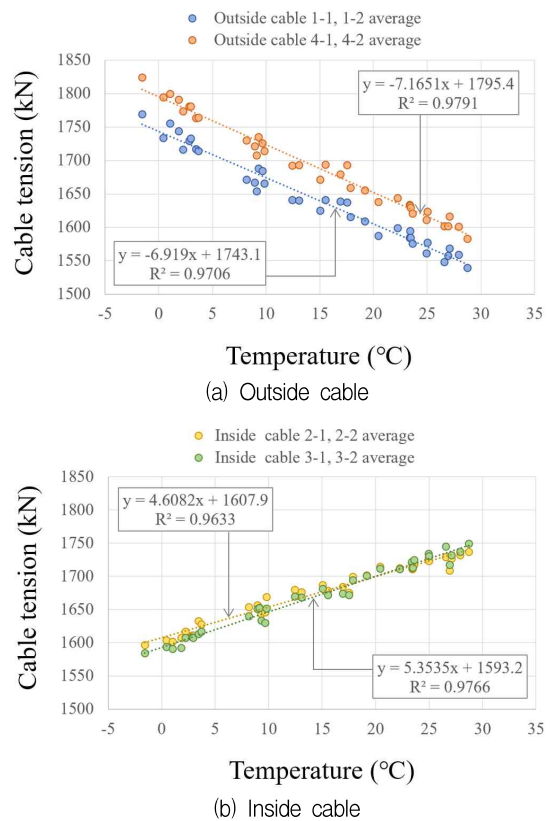 Outside cable 1-1, 1-2 average
Outside cable 4-1, 4-2 average
Cable tension (kN)
1850
1800
1750
1700
1650
1600
1550
1500
y = -7.1651x + 1795.4
R² = 0.9791
y = -6.919x + 1743.1
R² = 0.9706
-5 0 5 10 15 20 25 30 35
Temperature (℃)
(a) Outside cable
Inside cable 2-1, 2-2 average
Inside cable 3-1, 3-2 average
Cable tension (kN)
1850
1800
1750
1700
1650
1600
1550
1500
y = 4.6082x + 1607.9
R² = 0.9633
y = 5.3535x + 1593.2
R² = 0.9766
-5 0 5 10 15 20 25 30 35
Temperature (℃)
(b) Inside cable